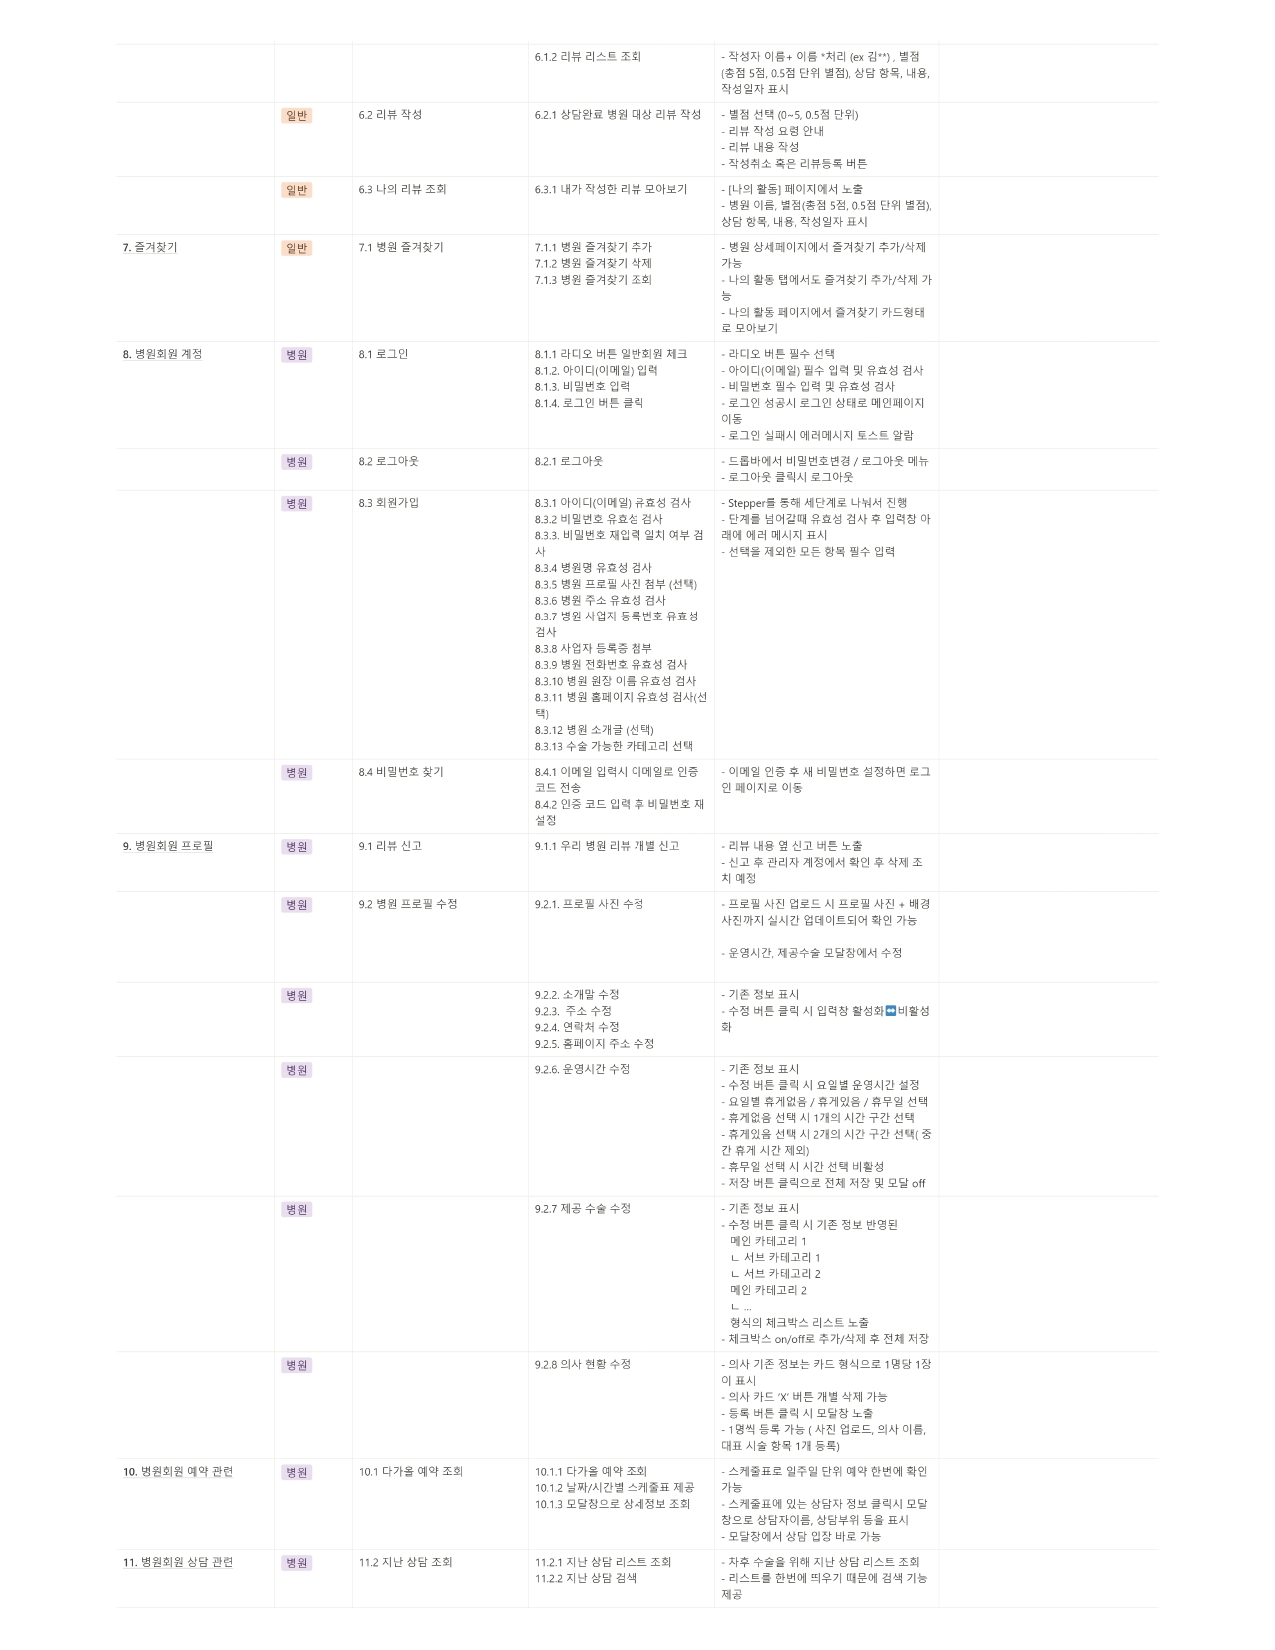 6.1.2 리뷰 리스트 조회
- 작성자 이름+ 이름 *처리 (ex 김**) , 별점
(총점 5점, 0.5점 단위 별점), 상담 항목, 내용,
작성일자 표시
일반
6.2 리뷰 작성
6.2.1 상담완료 병원 대상 리뷰 작성
- 별점 선택 (0~5, 0.5점 단위)
- 리뷰 작성 요령 안내
- 리뷰 내용 작성
- 작성취소 혹은 리뷰등록 버튼
일반
6.3 나의 리뷰 조회
6.3.1 내가 작성한 리뷰 모아보기
- [나의 활동] 페이지에서 노출
- 병원 이름, 별점(총점 5점, 0.5점 단위 별점),
상담 항목, 내용, 작성일자 표시
7. 즐겨찾기
일반
7.1 병원 즐겨찾기
7.1.1 병원 즐겨찾기 추가
7.1.2 병원 즐겨찾기 삭제
7.1.3 병원 즐겨찾기 조회
- 병원 상세페이지에서 즐겨찾기 추가/삭제
가능
- 나의 활동 탭에서도 즐겨찾기 추가/삭제 가
능
- 나의 활동 페이지에서 즐겨찾기 카드형태
로 모아보기
8. 병원회원 계정
병원
8.1 로그인
8.1.1 라디오 버튼 일반회원 체크
8.1.2. 아이디(이메일) 입력
8.1.3. 비밀번호 입력
8.1.4. 로그인 버튼 클릭
- 라디오 버튼 필수 선택
- 아이디(이메일) 필수 입력 및 유효성 검사
- 비밀번호 필수 입력 및 유효성 검사
- 로그인 성공시 로그인 상태로 메인페이지
이동
- 로그인 실패시 에러메시지 토스트 알람
병원
8.2 로그아웃
8.2.1 로그아웃
- 드롭바에서 비밀번호변경 / 로그아웃 메뉴
- 로그아웃 클릭시 로그아웃
병원
8.3 회원가입
8.3.1 아이디(이메일) 유효성 검사
8.3.2 비밀번호 유효성 검사
8.3.3. 비밀번호 재입력 일치 여부 검
사
8.3.4 병원명 유효성 검사
8.3.5 병원 프로필 사진 첨부 (선택)
8.3.6 병원 주소 유효성 검사
8.3.7 병원 사업자 등록번호 유효성
검사
8.3.8 사업자 등록증 첨부
8.3.9 병원 전화번호 유효성 검사
8.3.10 병원 원장 이름 유효성 검사
8.3.11 병원 홈페이지 유효성 검사(선
택)
8.3.12 병원 소개글 (선택)
8.3.13 수술 가능한 카테고리 선택
- Stepper를 통해 세단계로 나눠서 진행
- 단계를 넘어갈때 유효성 검사 후 입력창 아
래에 에러 메시지 표시
- 선택을 제외한 모든 항목 필수 입력
병원
8.4 비밀번호 찾기
8.4.1 이메일 입력시 이메일로 인증
코드 전송
8.4.2 인증 코드 입력 후 비밀번호 재
설정
- 이메일 인증 후 새 비밀번호 설정하면 로그
인 페이지로 이동
9. 병원회원 프로필
병원
9.1 리뷰 신고
9.1.1 우리 병원 리뷰 개별 신고
- 리뷰 내용 옆 신고 버튼 노출
- 신고 후 관리자 계정에서 확인 후 삭제 조
치 예정
병원
9.2 병원 프로필 수정
9.2.1. 프로필 사진 수정
- 프로필 사진 업로드 시 프로필 사진 + 배경
사진까지 실시간 업데이트되어 확인 가능
- 운영시간, 제공수술 모달창에서 수정
병원
9.2.2. 소개말 수정
9.2.3. 주소 수정
9.2.4. 연락처 수정
9.2.5. 홈페이지 주소 수정
- 기존 정보 표시
- 수정 버튼 클릭 시 입력창 활성화↔️비활성
화
병원
9.2.6. 운영시간 수정
- 기존 정보 표시
- 수정 버튼 클릭 시 요일별 운영시간 설정
- 요일별 휴게없음 / 휴게있음 / 휴무일 선택
- 휴게없음 선택 시 1개의 시간 구간 선택
- 휴게있음 선택 시 2개의 시간 구간 선택( 중
간 휴게 시간 제외)
- 휴무일 선택 시 시간 선택 비활성
- 저장 버튼 클릭으로 전체 저장 및 모달 off
병원
9.2.7 제공 수술 수정
- 기존 정보 표시
- 수정 버튼 클릭 시 기존 정보 반영된
메인 카테고리 1
ㄴ 서브 카테고리 1
ㄴ 서브 카테고리 2
메인 카테고리 2
ㄴ ...
형식의 체크박스 리스트 노출
- 체크박스 on/off로 추가/삭제 후 전체 저장
병원
9.2.8 의사 현황 수정
- 의사 기존 정보는 카드 형식으로 1명당 1장
이 표시
- 의사 카드 'X' 버튼 개별 삭제 가능
- 등록 버튼 클릭 시 모달창 노출
- 1명씩 등록 가능 ( 사진 업로드, 의사 이름,
대표 시술 항목 1개 등록)
10. 병원회원 예약 관련
병원
10.1 다가올 예약 조회
10.1.1 다가올 예약 조회
10.1.2 날짜/시간별 스케줄표 제공
10.1.3 모달창으로 상세정보 조회
- 스케줄표로 일주일 단위 예약 한번에 확인
가능
- 스케줄표에 있는 상담자 정보 클릭시 모달
창으로 상담자이름, 상담부위 등을 표시
- 모달창에서 상담 입장 바로 가능
11. 병원회원 상담 관련
병원
11.2 지난 상담 조회
11.2.1 지난 상담 리스트 조회
11.2.2 지난 상담 검색
- 차후 수술을 위해 지난 상담 리스트 조회
- 리스트를 한번에 띄우기 때문에 검색 기능
제공